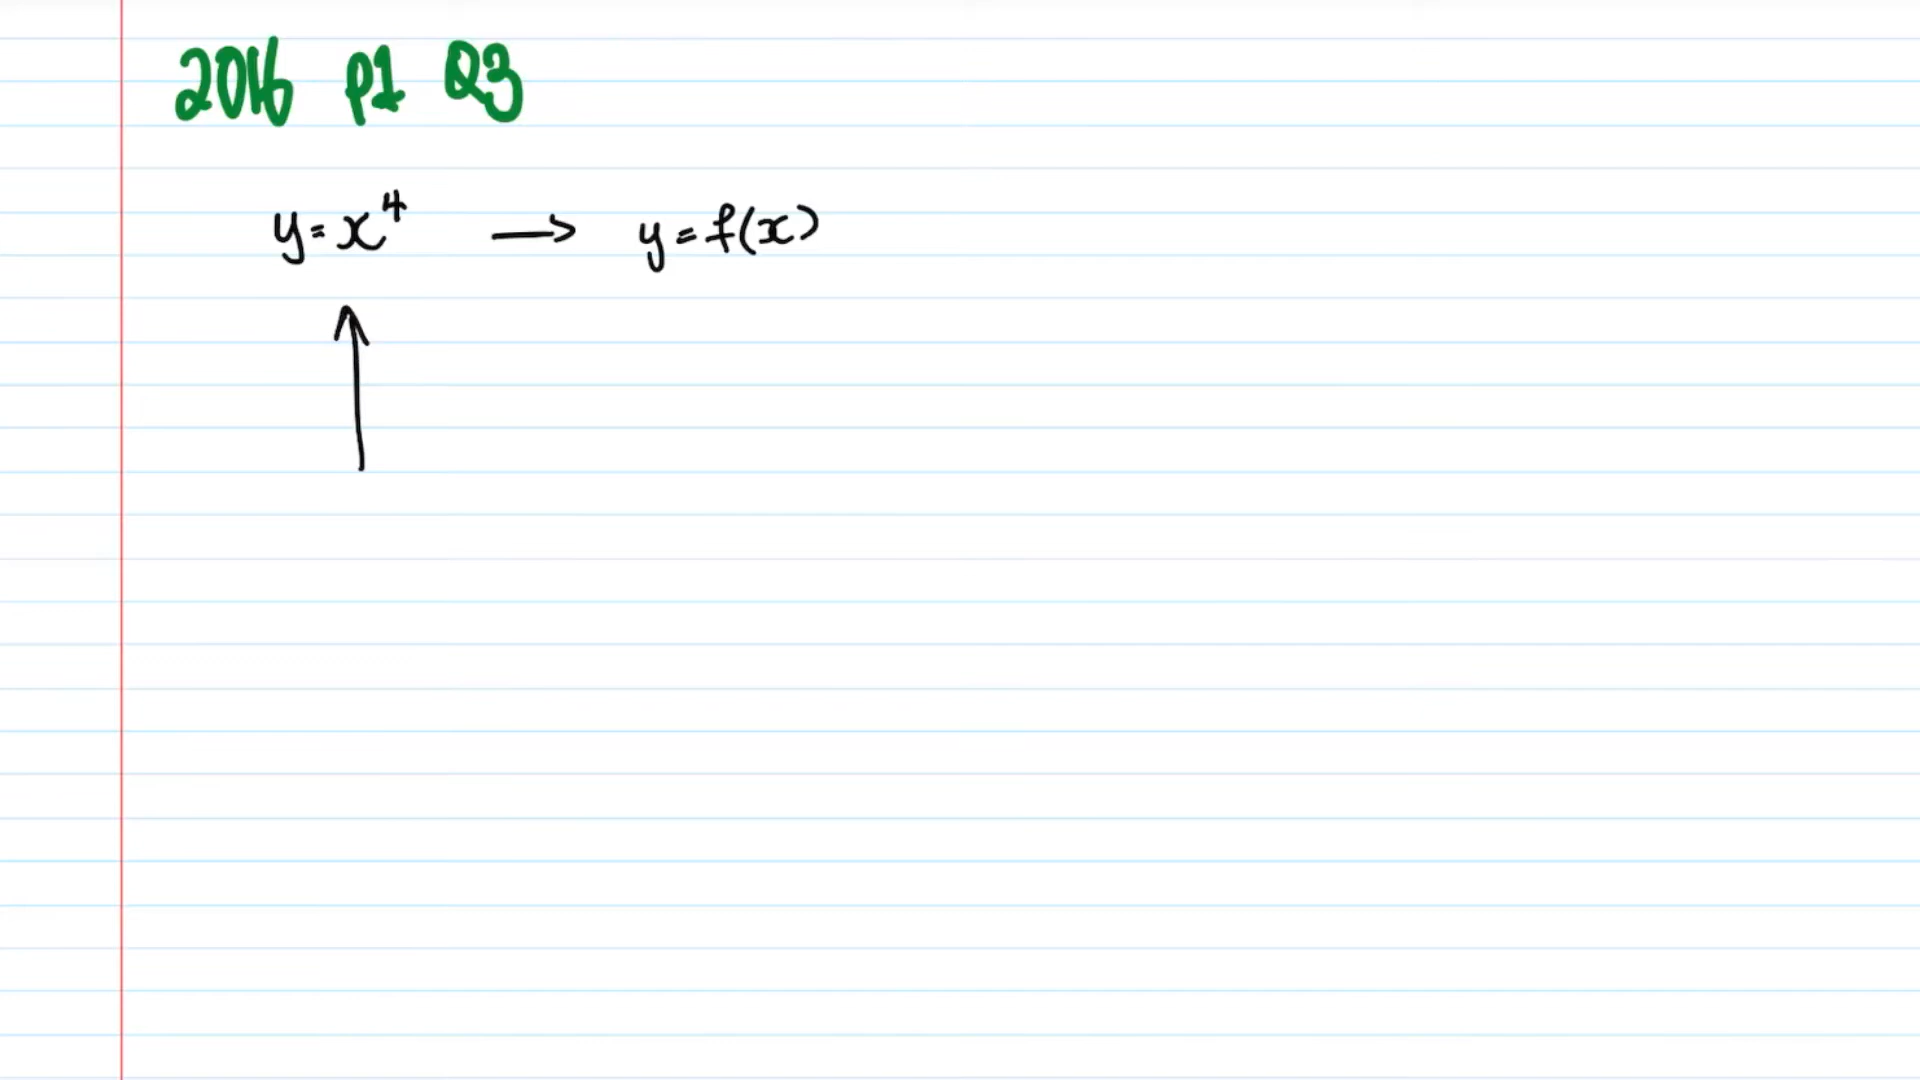 2016 P1 Q3
y = x⁴ → y = f(x)